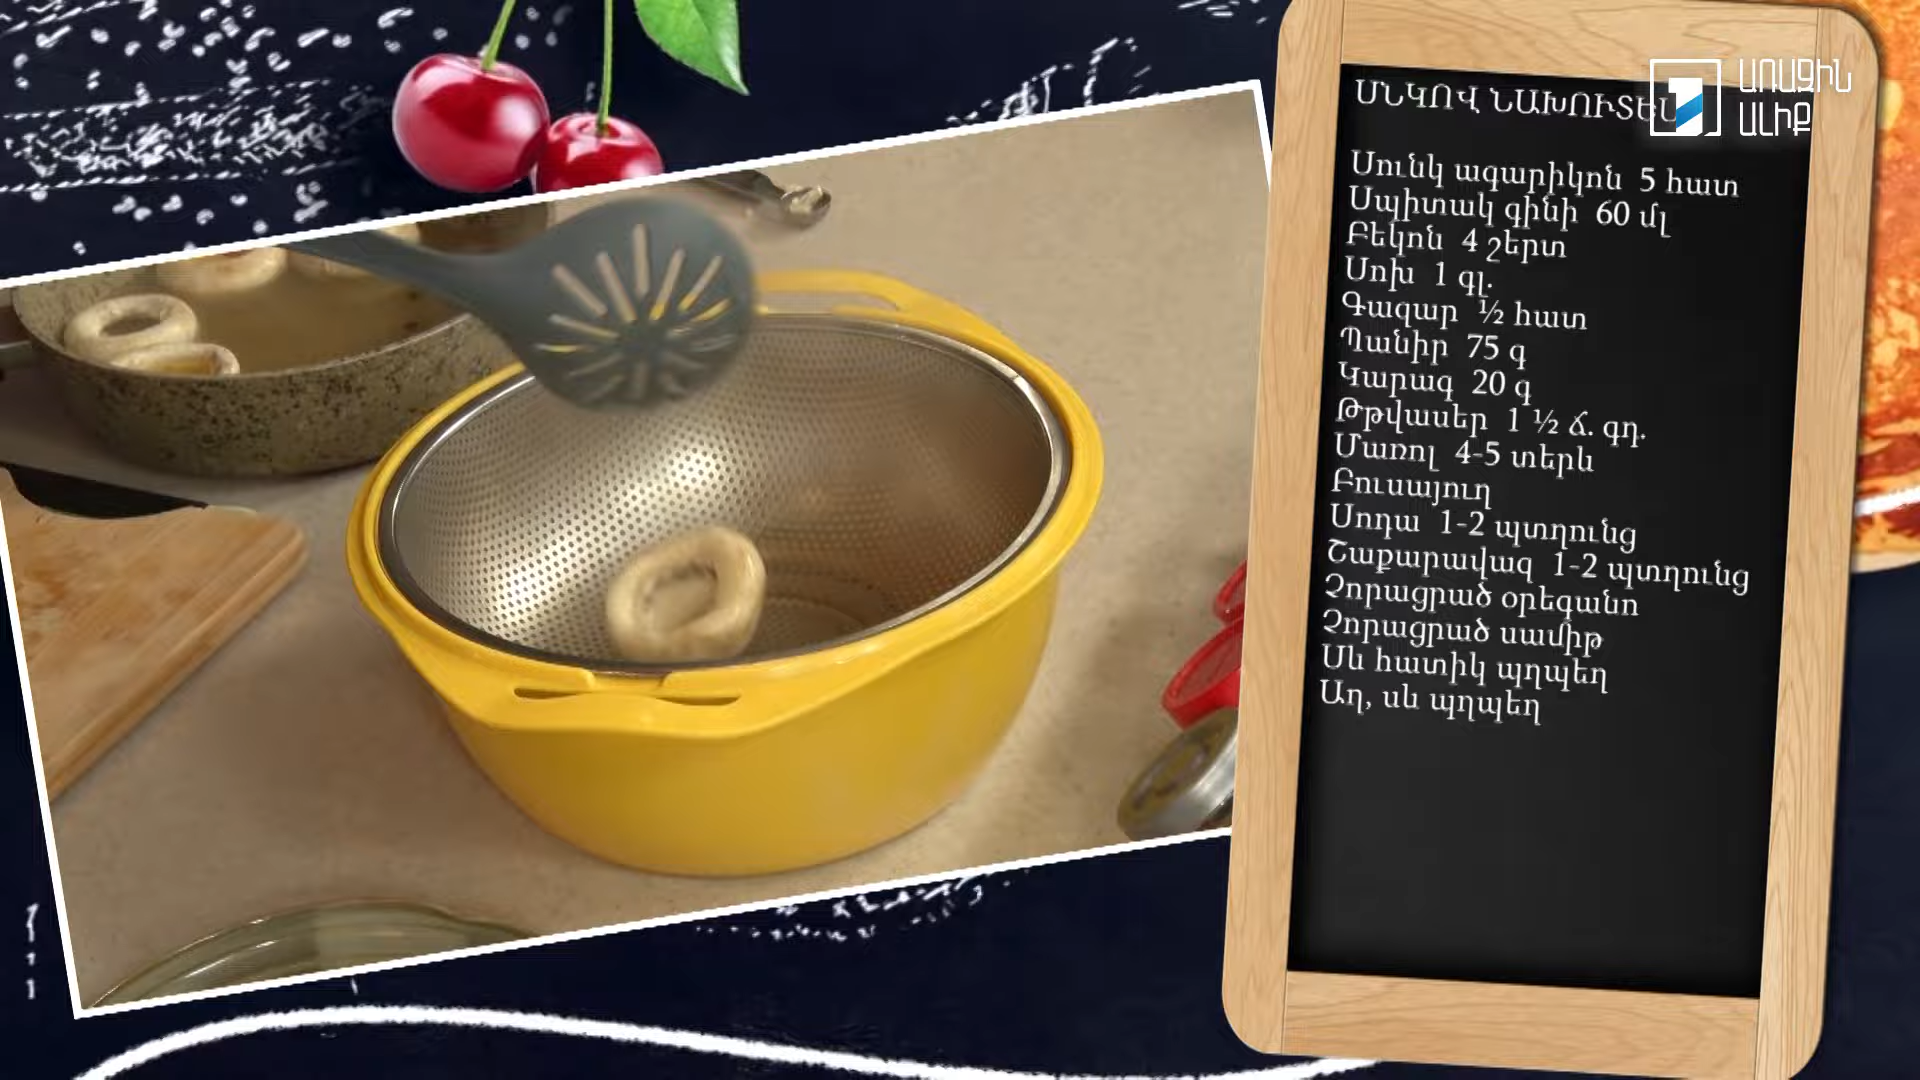 ՍՆԿՈՎ ՆԱԽՈՒՏԵՍ
ԱՌԱՋԻՆ
ԱԼԻՔ
Սունկ ագարիկոն 5 հատ
Սպիտակ գինի 60 մլ
Բեկոն 4 շերտ
Սոխ 1 գլ.
Գազար ½ հատ
Պանիր 75 գ
Կարագ 20 գ
Թթվասեր 1 ½ ճ. գդ.
Մառոլ 4-5 տերև
Բուսայուղ
Սոդա 1-2 պտղունց
Շաքարավազ 1-2 պտղունց
Չորացրած օրեգանո
Չորացրած սամիթ
Սև հատիկ պղպեղ
Աղ, սև պղպեղ